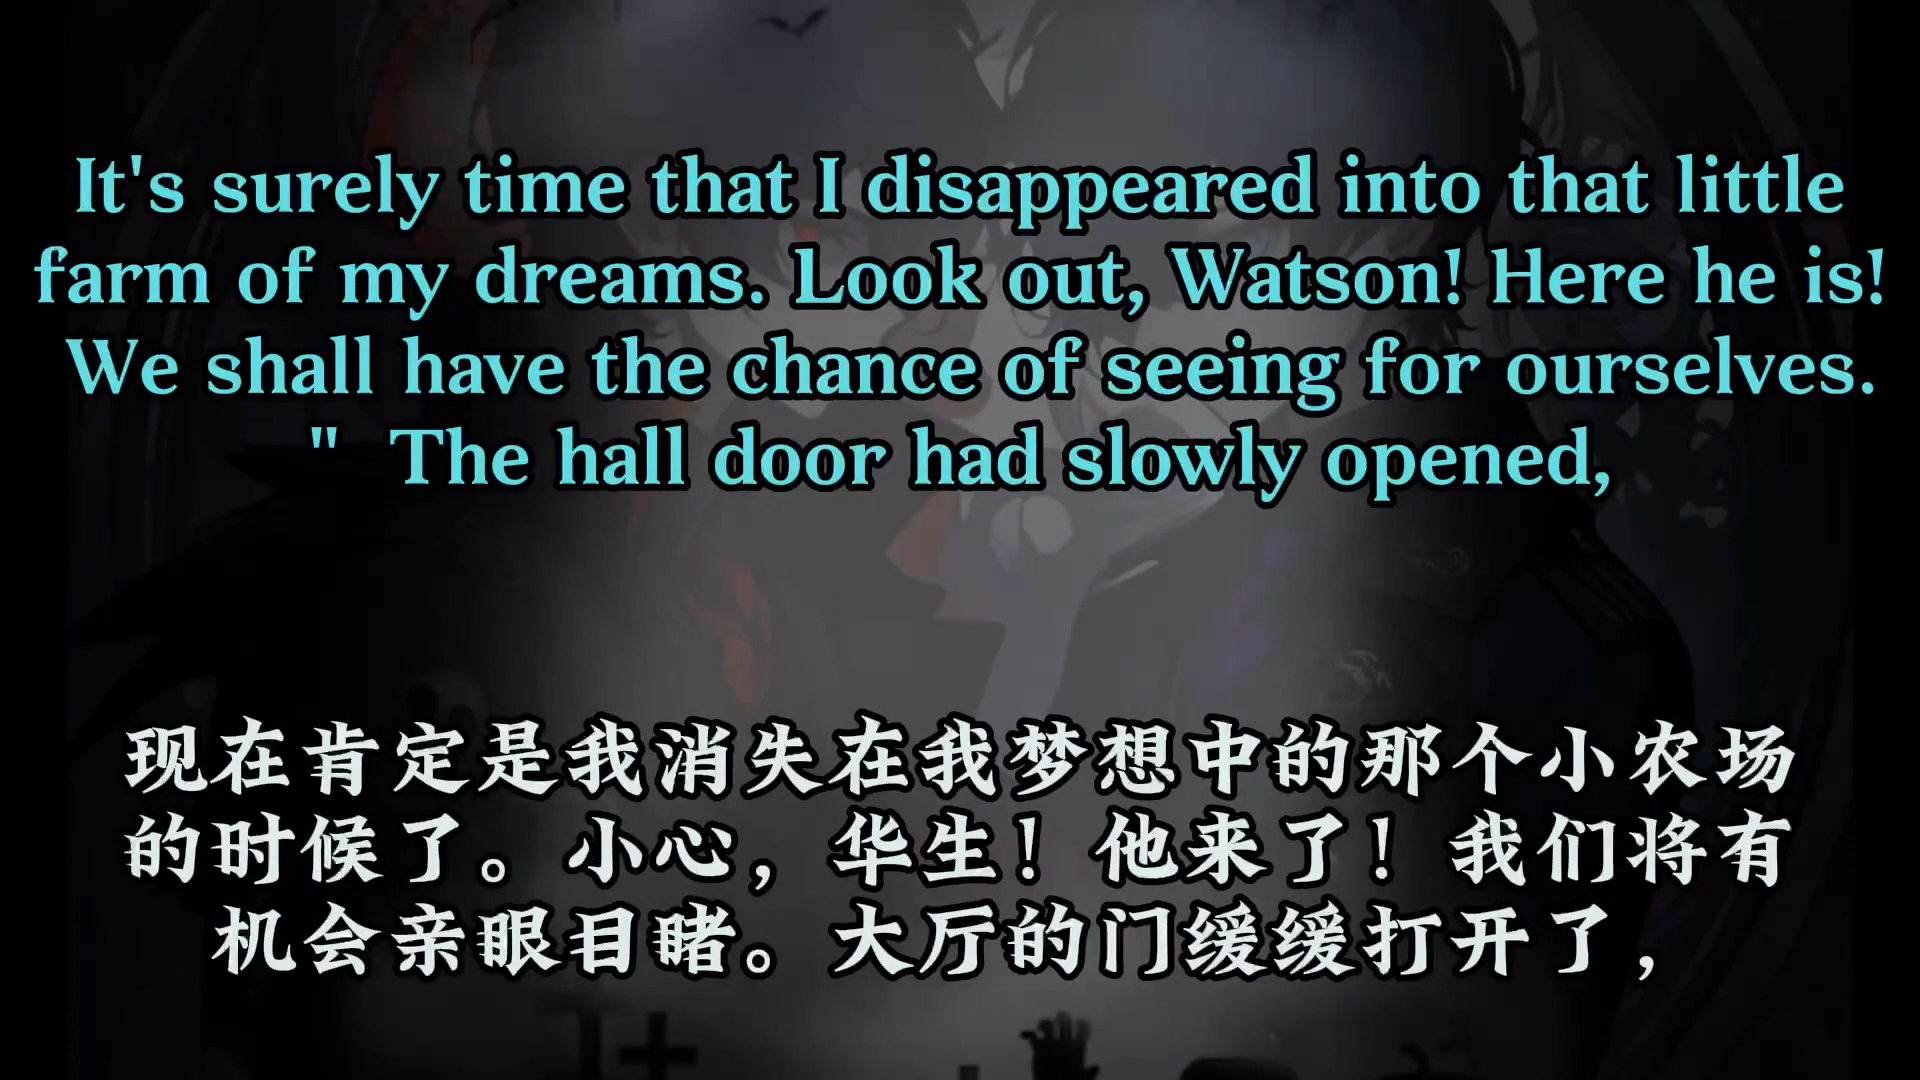 It's surely time that I disappeared into that little
farm of my dreams. Look out, Watson! Here he is!
We shall have the chance of seeing for ourselves.
" The hall door had slowly opened,
现在肯定是我消失在我梦想中的那个小农场
的时候了。小心，华生！他来了！我们将有
机会亲眼目睹。大厅的门缓缓打开了，